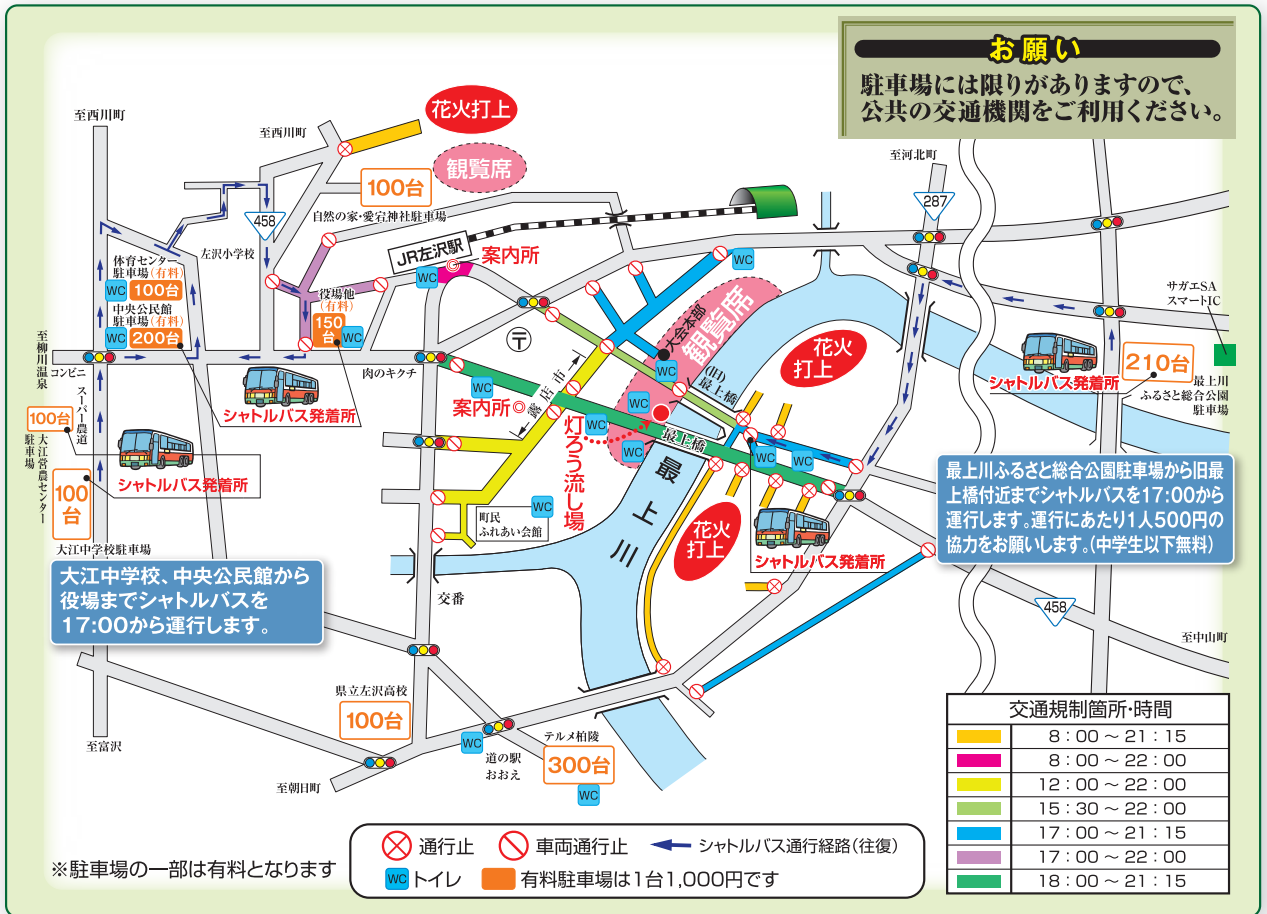 お願い
駐車場には限りがありますので、
公共の交通機関をご利用ください。
至西川町
至西川町
花火打上
観覧席
100台
自然の家・愛宕神社駐車場
458
左沢小学校
JR左沢駅
案内所
WC
至河北町
287
体育センター
駐車場(有料)
WC
100台
中央公民館
駐車場(有料)
WC
200台
役場他
(有料)
150
台
WC
WC
大会本部
観覧席
WC
花火
打上
サガエSA
スマートIC
至柳川温泉
コンビニ
肉のキクチ
〒
(旧)
最上橋
シャトルバス発着所
210台
最上川
ふるさと総合公園
駐車場
スーパー農道
シャトルバス発着所
WC
案内所
露店市
WC
WC
WC
灯ろう流し場
最上橋
WC
WC
100台
大江営農センター
駐車場
シャトルバス発着所
100
台
大江中学校駐車場
町民
ふれあい会館
WC
最上川
花火
打上
シャトルバス発着所
最上川ふるさと総合公園駐車場から旧最
上橋付近までシャトルバスを17:00から
運行します。運行にあたり1人500円の
協力をお願いします。(中学生以下無料)
大江中学校、中央公民館から
役場までシャトルバスを
17:00から運行します。
交番
458
至中山町
県立左沢高校
100台
至富沢
至朝日町
WC
道の駅
おおえ
テルメ柏陵
300台
WC
交通規制箇所・時間
8：00 ～ 21：15
8：00 ～ 22：00
12：00 ～ 22：00
15：30 ～ 22：00
17：00 ～ 21：15
17：00 ～ 22：00
18：00 ～ 21：15
※駐車場の一部は有料となります
通行止
車両通行止
シャトルバス通行経路(往復)
WC トイレ
有料駐車場は1台1,000円です